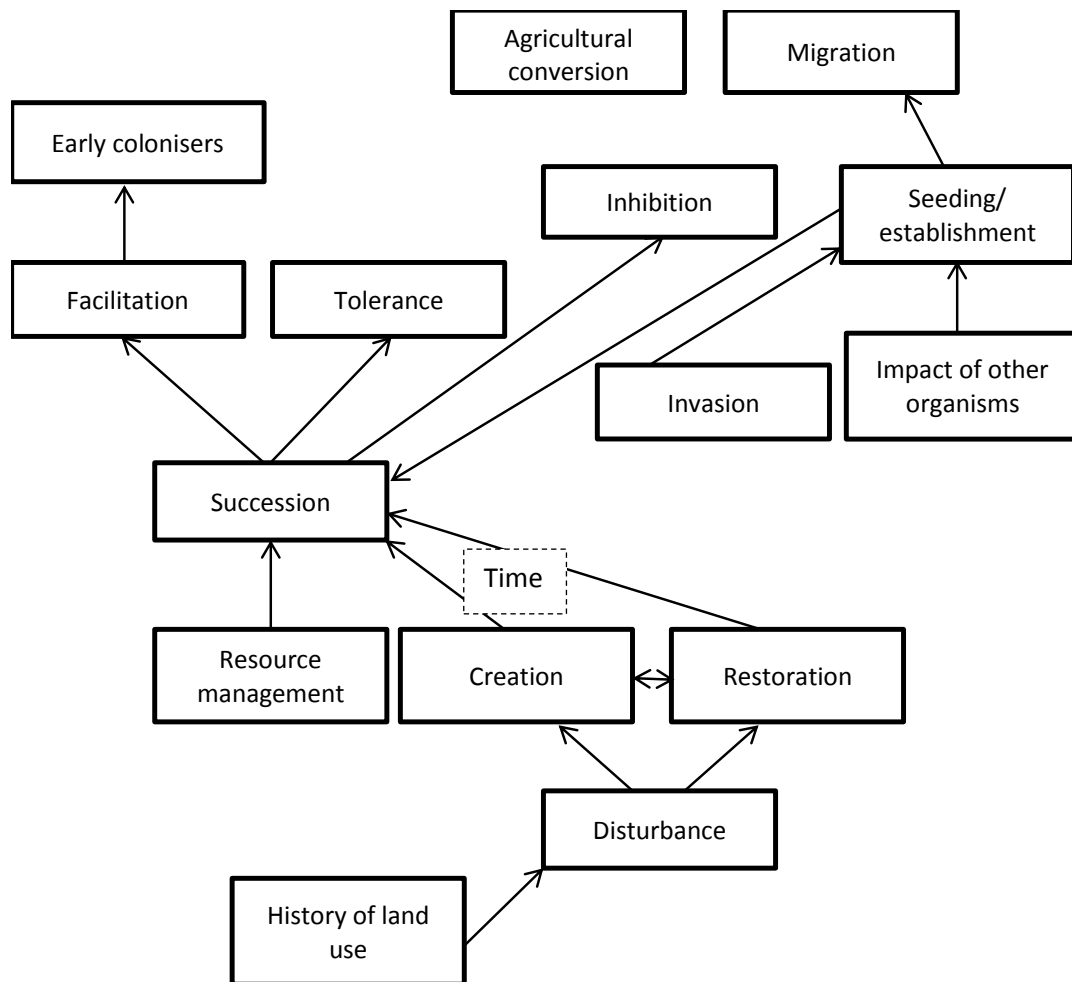 Agricultural
conversion
Migration
Early colonisers
Inhibition
Seeding/
establishment
Facilitation
Tolerance
Invasion
Impact of other
organisms
Succession
Time
Resource
management
Creation
Restoration
Disturbance
History of land
use